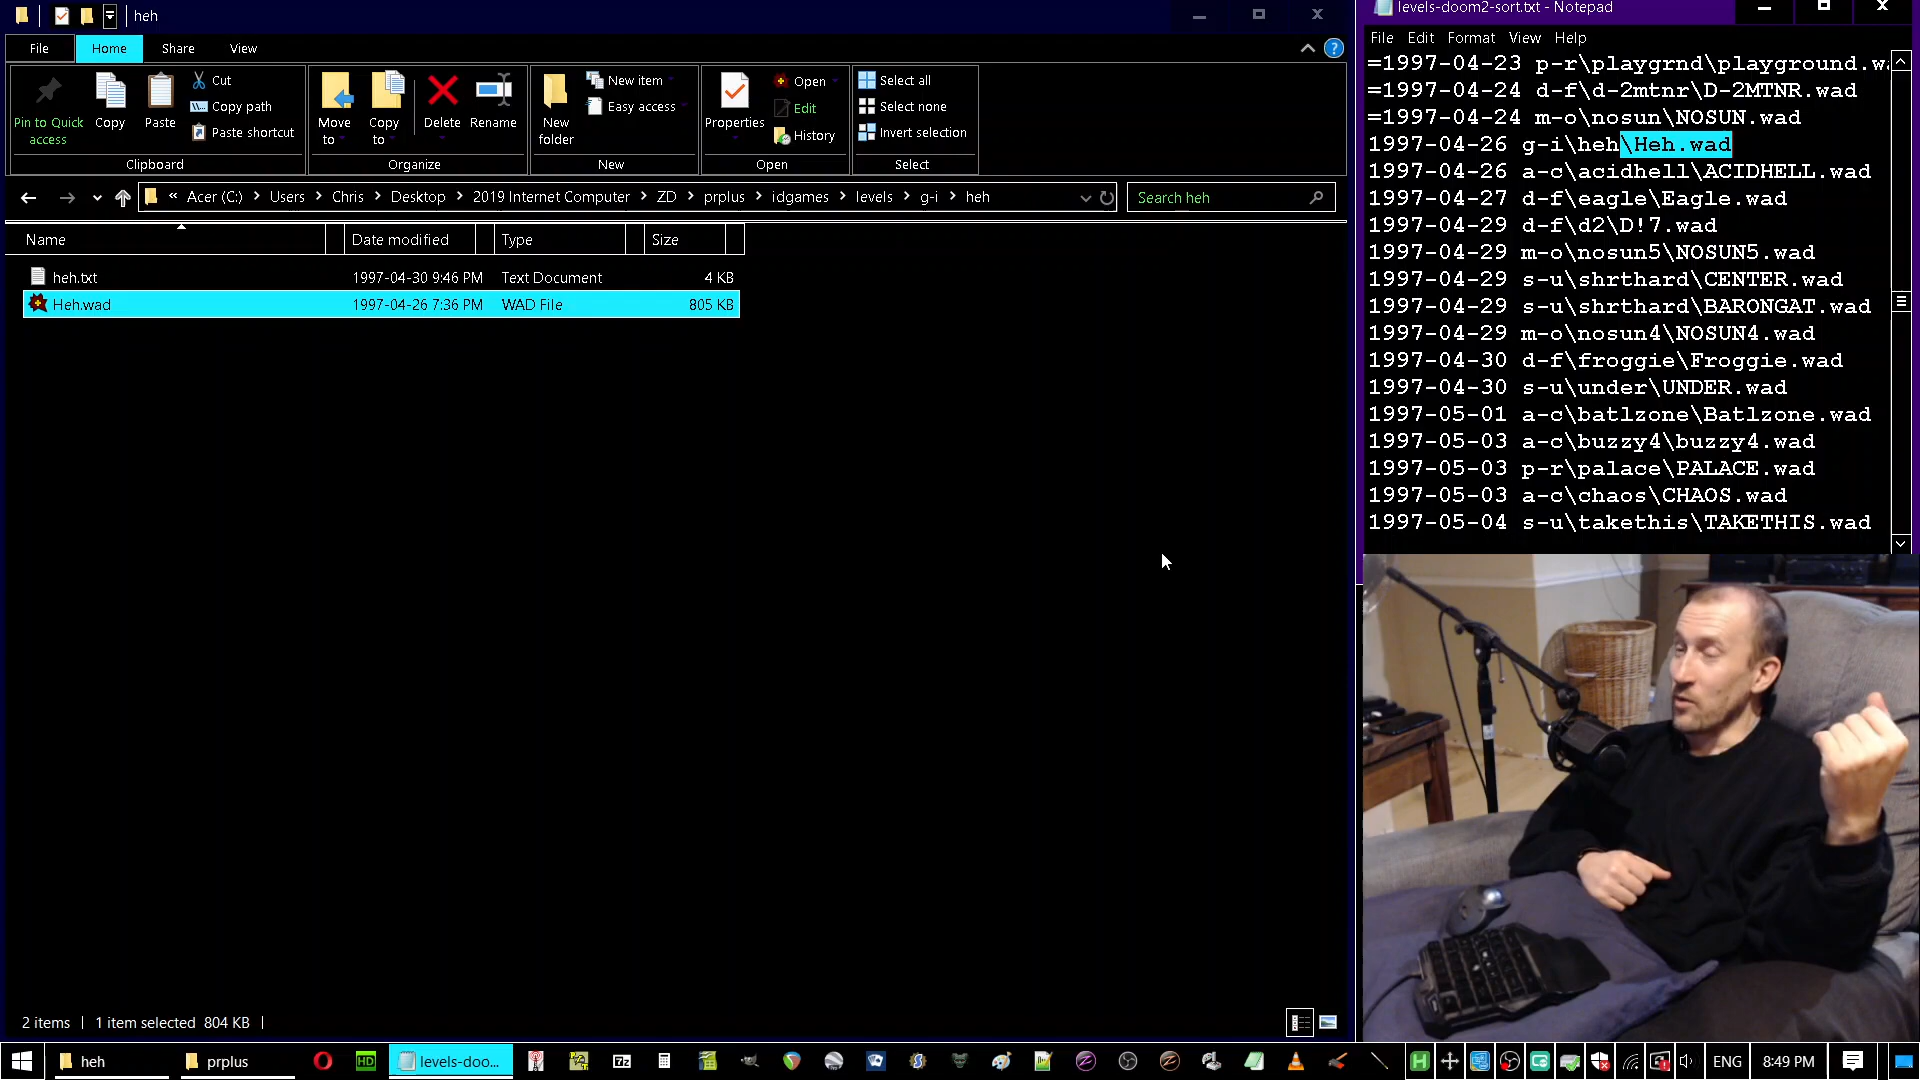 heh
File Home Share View
Pin to Quick access
Copy
Paste
Cut
Copy path
Paste shortcut
Clipboard
Move to
Copy to
Delete
Rename
Organize
New folder
New item
Easy access
New
Properties
Open
Edit
History
Open
Select all
Select none
Invert selection
Select
« Acer (C:) > Users > Chris > Desktop > 2019 Internet Computer > ZD > prplus > idgames > levels > g-i > heh
Search heh
Name Date modified Type Size
heh.txt 1997-04-30 9:46 PM Text Document 4 KB
Heh.wad 1997-04-26 7:36 PM WAD File 805 KB
2 items 1 item selected 804 KB
levels-doom2-sort.txt - Notepad
File Edit Format View Help
=1997-04-23 p-r\playgrnd\playground.wa
=1997-04-24 d-f\d-2mtnr\D-2MTNR.wad
=1997-04-24 m-o\nosun\NOSUN.wad
1997-04-26 g-i\heh\Heh.wad
1997-04-26 a-c\acidhell\ACIDHELL.wad
1997-04-27 d-f\eagle\Eagle.wad
1997-04-29 d-f\d2\D!7.wad
1997-04-29 m-o\nosun5\NOSUN5.wad
1997-04-29 s-u\shrthard\CENTER.wad
1997-04-29 s-u\shrthard\BARONGAT.wad
1997-04-29 m-o\nosun4\NOSUN4.wad
1997-04-30 d-f\froggie\Froggie.wad
1997-04-30 s-u\under\UNDER.wad
1997-05-01 a-c\batlzone\Batlzone.wad
1997-05-03 a-c\buzzy4\buzzy4.wad
1997-05-03 p-r\palace\PALACE.wad
1997-05-03 a-c\chaos\CHAOS.wad
1997-05-04 s-u\takethis\TAKETHIS.wad
heh prplus HD levels-doo... 7z ENG 8:49 PM